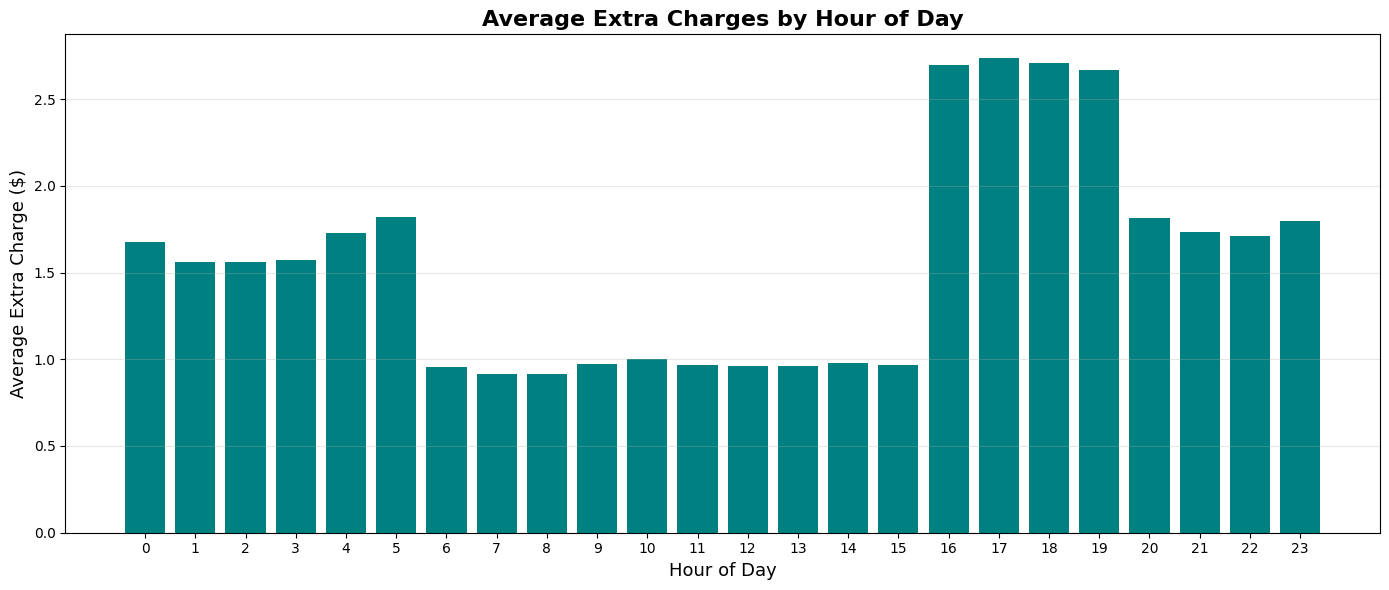 Average Extra Charges by Hour of Day
Average Extra Charge ($)
2.5
2.0
1.5
1.0
0.5
0.0
0 1 2 3 4 5 6 7 8 9 10 11 12 13 14 15 16 17 18 19 20 21 22 23
Hour of Day